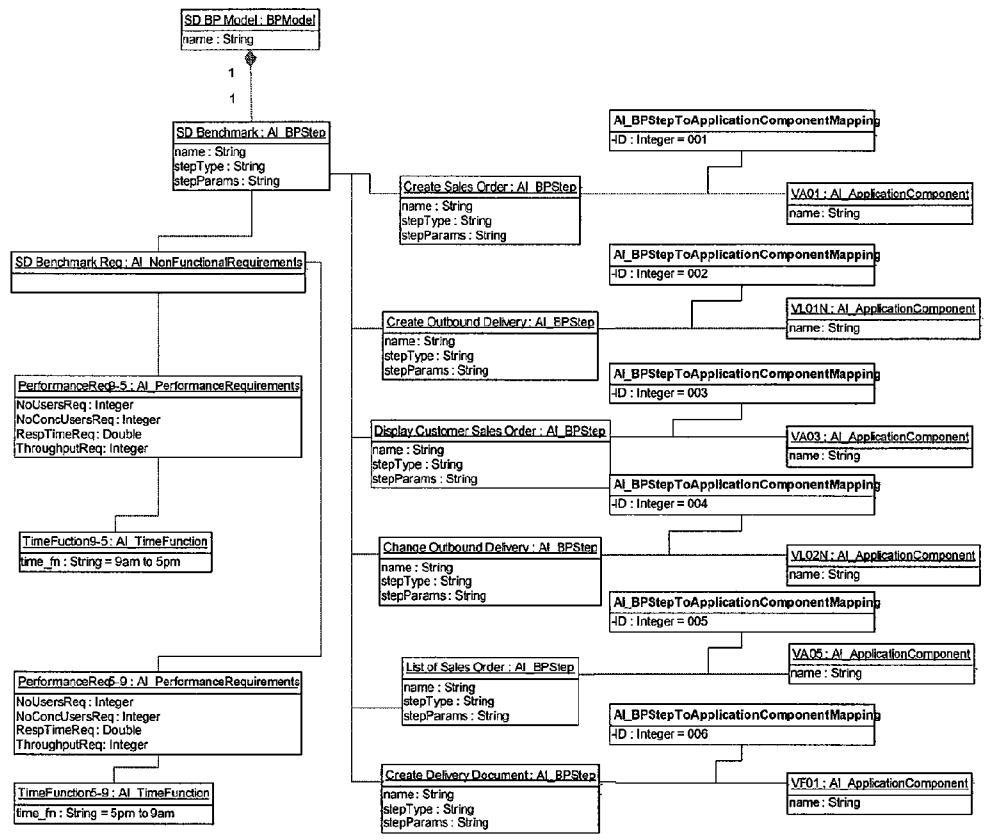 SD BP Model : BPModel
name : String
1
1
SD Benchmark : AI_BPStep
name : String
stepType : String
stepParams : String
SD Benchmark Req : AI_NonFunctionalRequirements
PerformanceReq9-5 : AI_PerformanceRequirements
NoUsersReq : Integer
NoConcUsersReq : Integer
RespTimeReq : Double
ThroughputReq : Integer
TimeFuction9-5 : AI_TimeFunction
time_fn : String = 9am to 5pm
PerformanceReq5-9 : AI_PerformanceRequirements
NoUsersReq : Integer
NoConcUsersReq : Integer
RespTimeReq : Double
ThroughputReq : Integer
TimeFunction5-9 : AI_TimeFunction
time_fn : String = 5pm to 9am
Create Sales Order : AI_BPStep
name : String
stepType : String
stepParams : String
Create Outbound Delivery : AI_BPStep
name : String
stepType : String
stepParams : String
Display Customer Sales Order : AI_BPStep
name : String
stepType : String
stepParams : String
Change Outbound Delivery : AI_BPStep
name : String
stepType : String
stepParams : String
List of Sales Order : AI_BPStep
name : String
stepType : String
stepParams : String
Create Delivery Document : AI_BPStep
name : String
stepType : String
stepParams : String
AI_BPStepToApplicationComponentMapping
-ID : Integer = 001
VA01 : AI_ApplicationComponent
name : String
AI_BPStepToApplicationComponentMapping
-ID : Integer = 002
VL01N : AI_ApplicationComponent
name : String
AI_BPStepToApplicationComponentMapping
-ID : Integer = 003
VA03 : AI_ApplicationComponent
name : String
AI_BPStepToApplicationComponentMapping
-ID : Integer = 004
VL02N : AI_ApplicationComponent
name : String
AI_BPStepToApplicationComponentMapping
-ID : Integer = 005
VA05 : AI_ApplicationComponent
name : String
AI_BPStepToApplicationComponentMapping
-ID : Integer = 006
VF01 : AI_ApplicationComponent
name : String